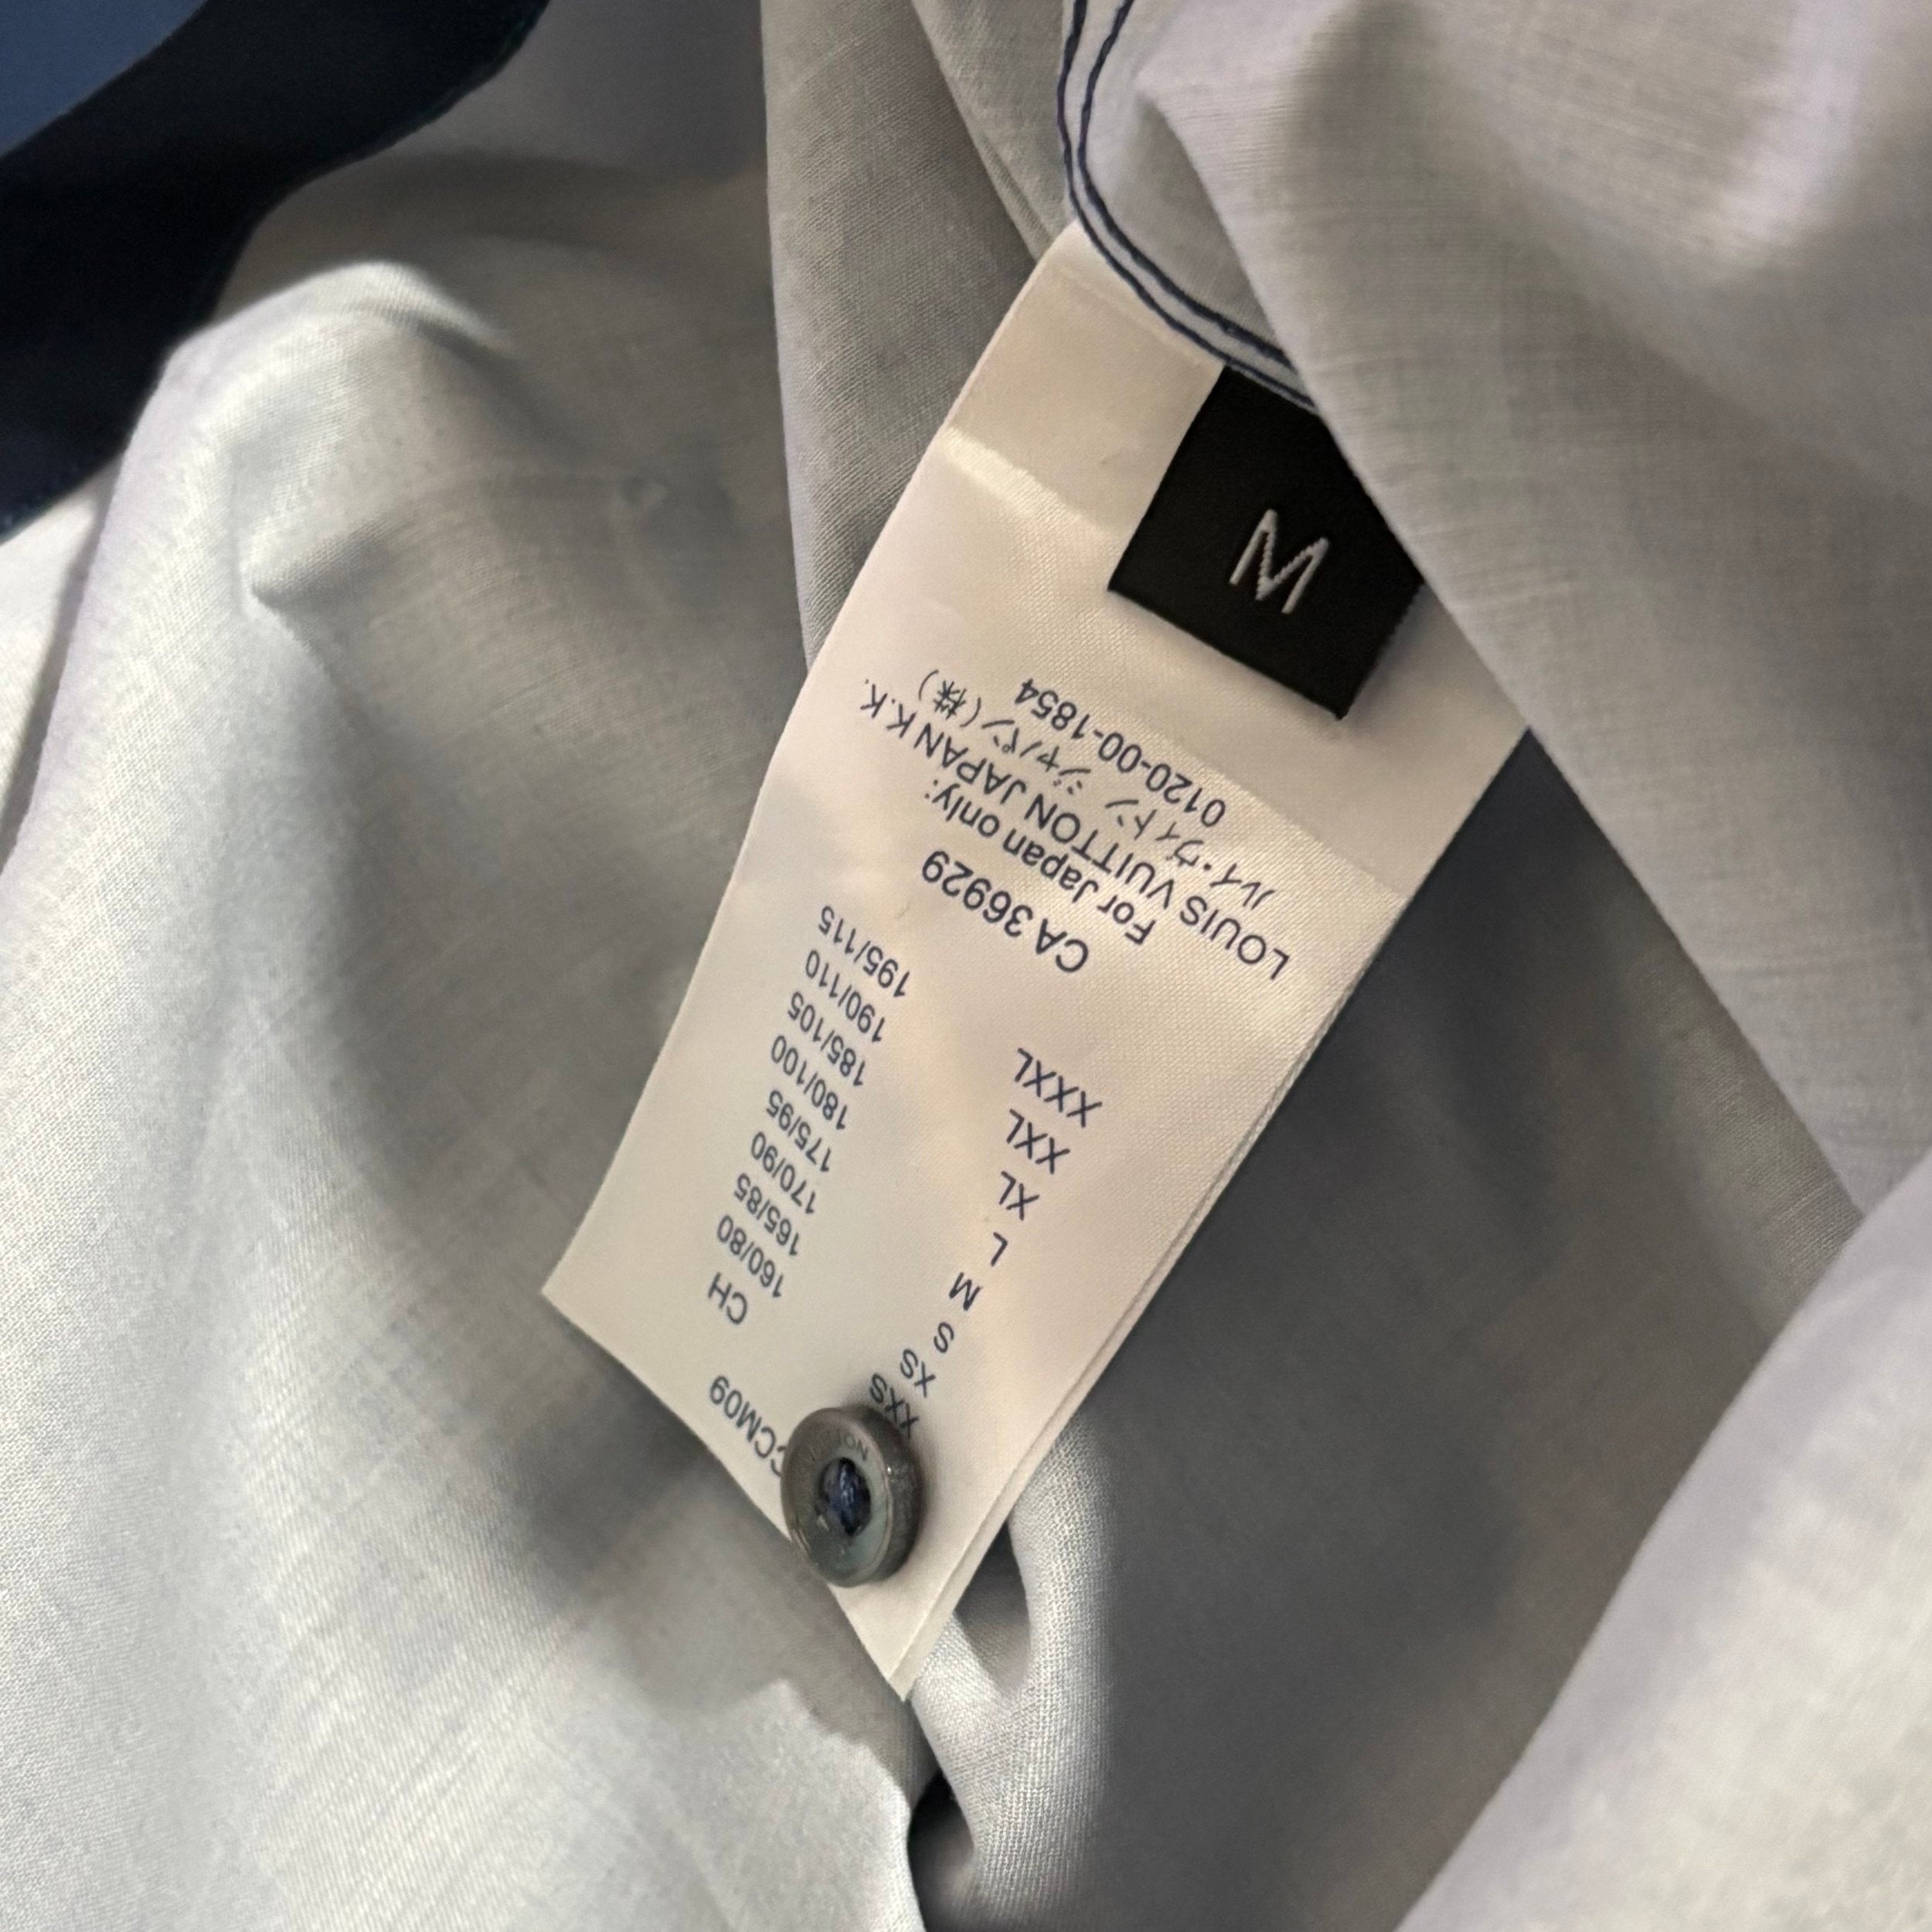 CCM09
CH
XXS 160/80
XS 165/85
S 170/90
M 175/95
L 180/100
XL 185/105
XXL 190/110
XXXL 195/115
CA 36929
For Japan only:
LOUIS VUITTON JAPAN K.K.
ルイ・ヴィトン ジャパン(株)
0120-00-1854
M